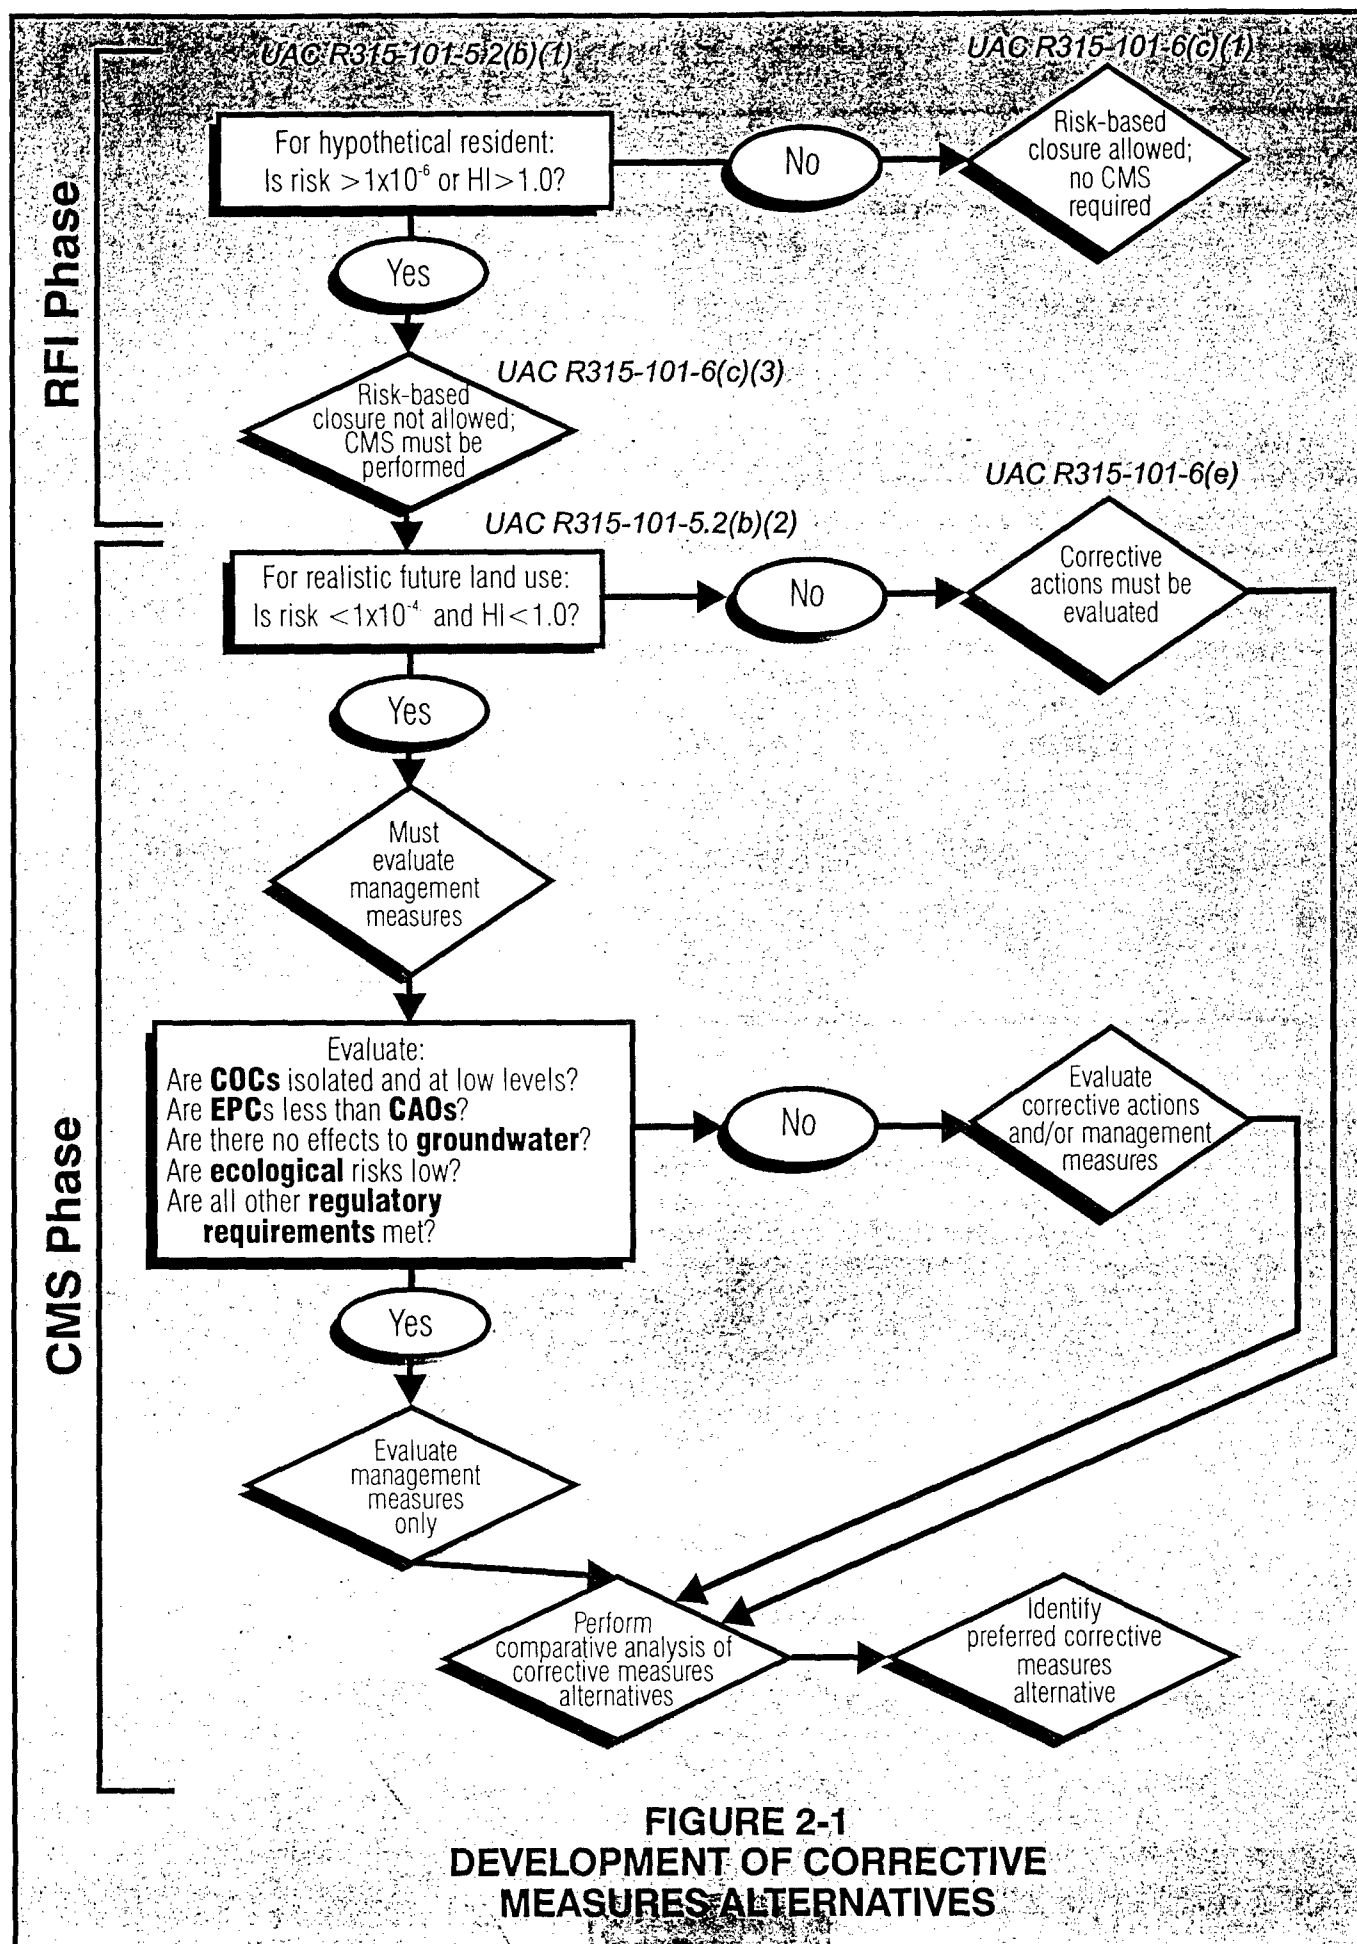 UAC R315-101-5.2(b)(1)
UAC R315-101-6(c)(1)
RFI Phase
For hypothetical resident:
Is risk >1x10⁻⁶ or HI>1.0?
No
Risk-based
closure allowed;
no CMS
required
Yes
UAC R315-101-6(c)(3)
Risk-based
closure not allowed;
CMS must be
performed
UAC R315-101-6(e)
UAC R315-101-5.2(b)(2)
CMS Phase
For realistic future land use:
Is risk <1x10⁻⁴ and HI<1.0?
No
Corrective
actions must be
evaluated
Yes
Must
evaluate
management
measures
Evaluate:
Are COCs isolated and at low levels?
Are EPCs less than CAOs?
Are there no effects to groundwater?
Are ecological risks low?
Are all other regulatory
requirements met?
No
Evaluate
corrective actions
and/or management
measures
Yes
Evaluate
management
measures
only
Perform
comparative analysis of
corrective measures
alternatives
Identify
preferred corrective
measures
alternative
FIGURE 2-1
DEVELOPMENT OF CORRECTIVE
MEASURES ALTERNATIVES